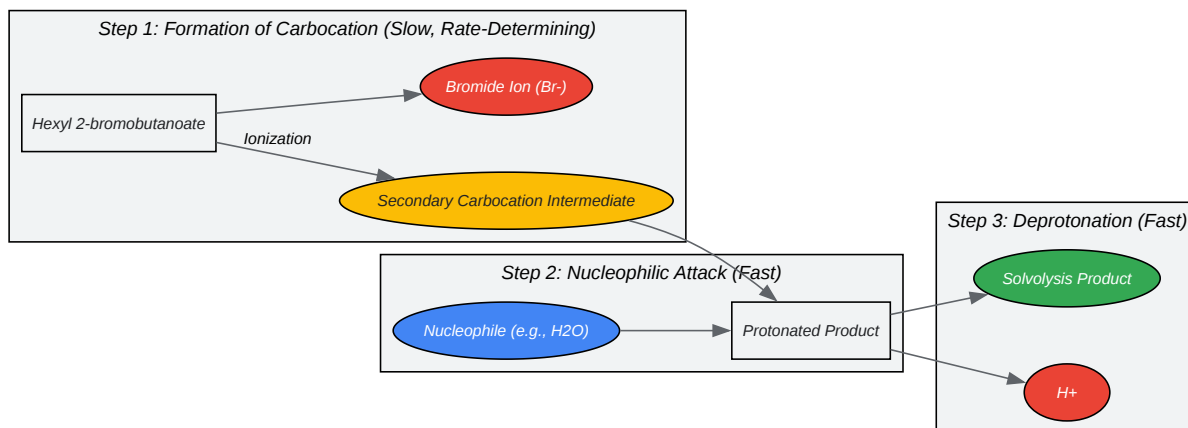 Step 1: Formation of Carbocation (Slow, Rate-Determining)
Bromide Ion (Br-)
Hexyl 2-bromobutanoate
Ionization
Secondary Carbocation Intermediate
Step 2: Nucleophilic Attack (Fast)
Nucleophile (e.g., H2O)
Protonated Product
Step 3: Deprotonation (Fast)
Solvolysis Product
H+